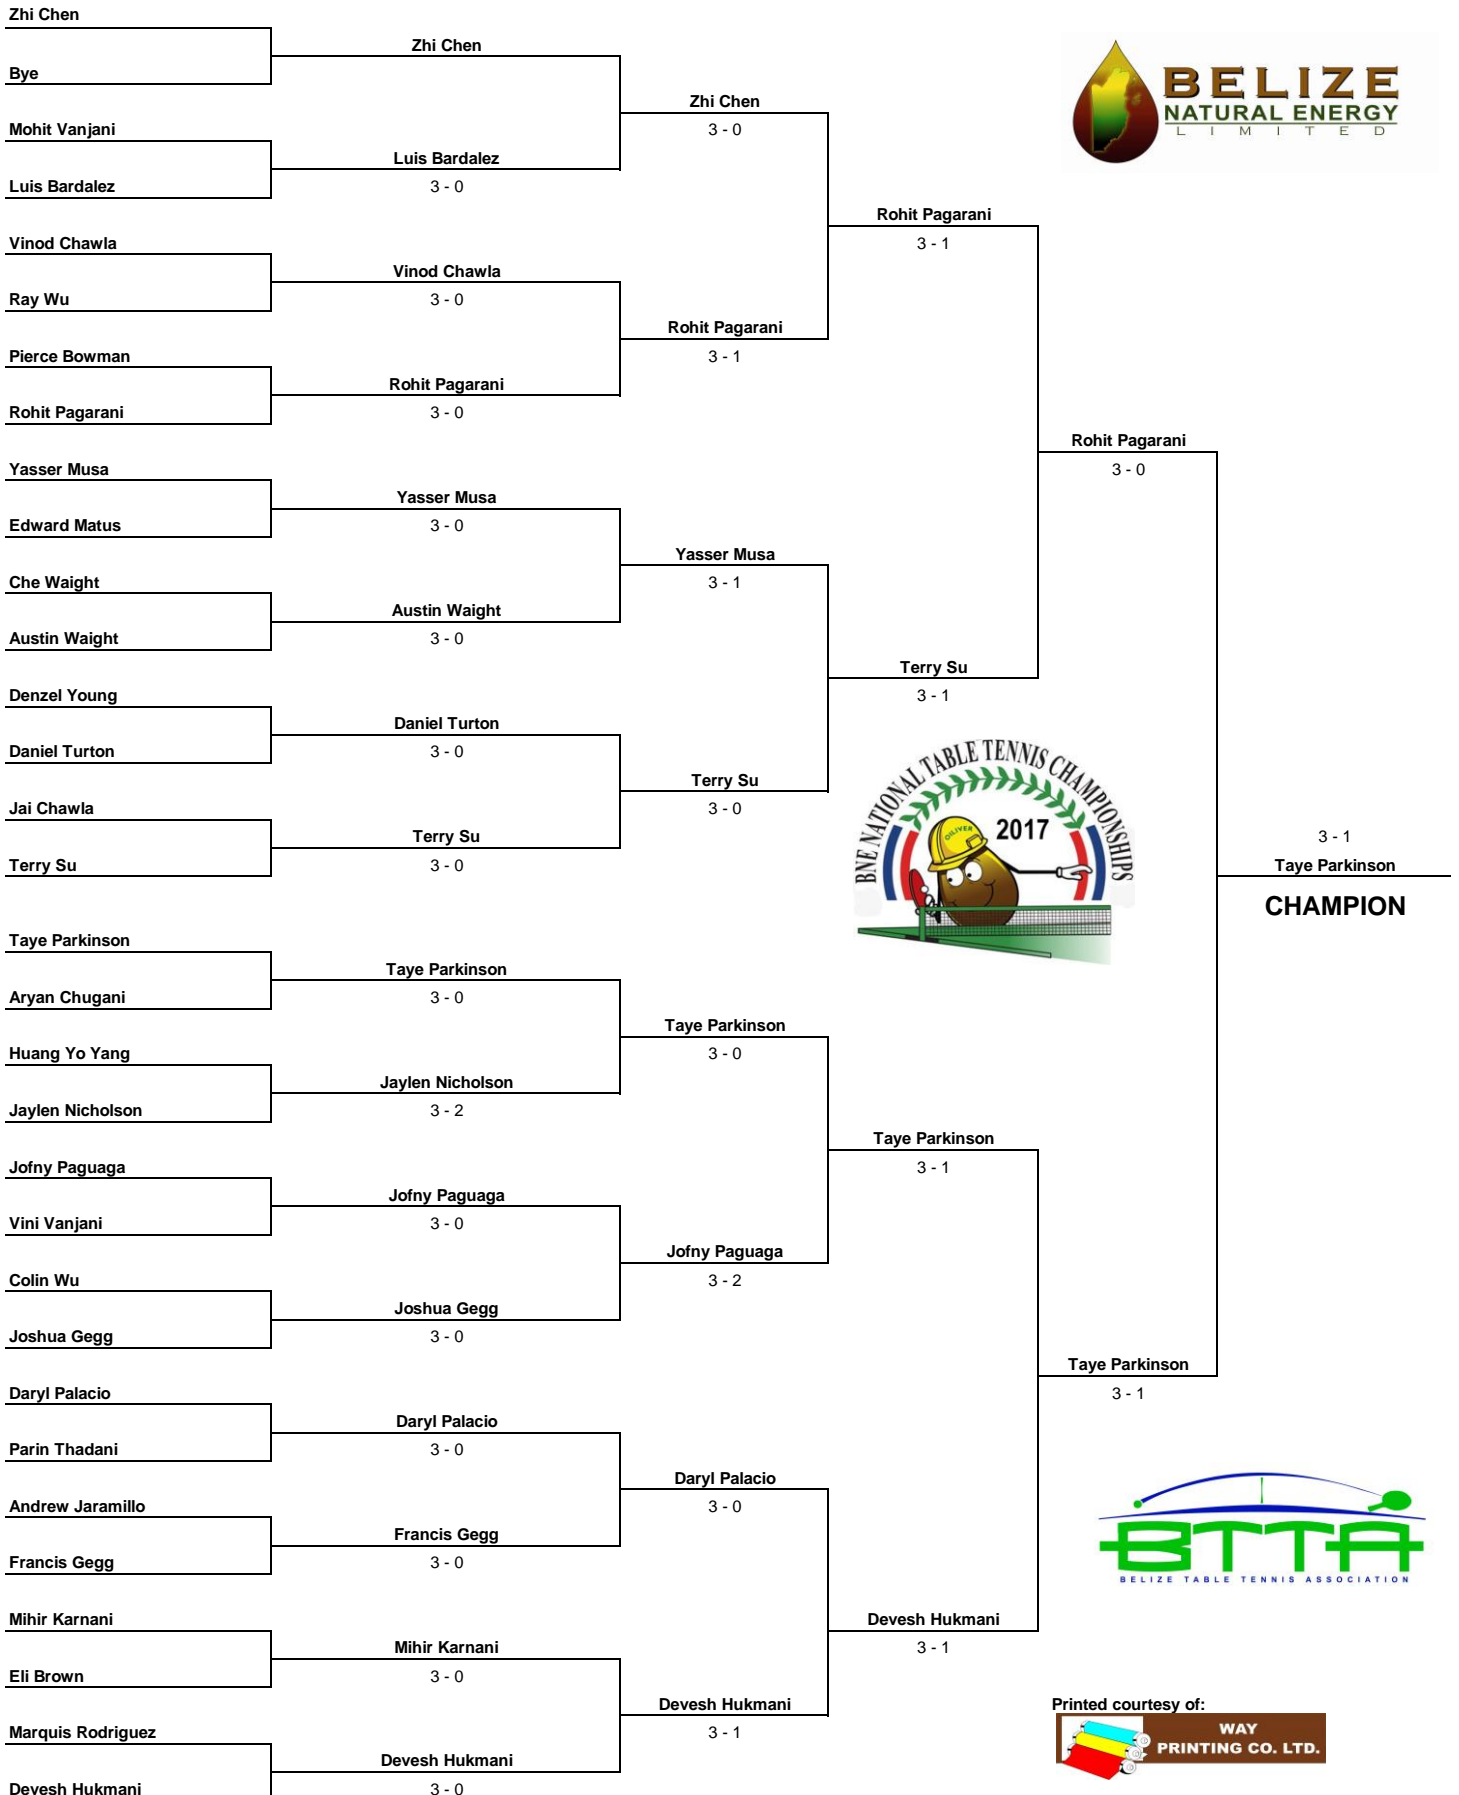 Zhi Chen
Bye
Mohit Vanjani
Luis Bardalez
Vinod Chawla
Ray Wu
Pierce Bowman
Rohit Pagarani
Yasser Musa
Edward Matus
Che Waight
Austin Waight
Denzel Young
Daniel Turton
Jai Chawla
Terry Su
Taye Parkinson
Aryan Chugani
Huang Yo Yang
Jaylen Nicholson
Jofny Paguaga
Vini Vanjani
Colin Wu
Joshua Gegg
Daryl Palacio
Parin Thadani
Andrew Jaramillo
Francis Gegg
Mihir Karnani
Eli Brown
Marquis Rodriguez
Devesh Hukmani
Zhi Chen
Luis Bardalez
3 - 0
Vinod Chawla
3 - 0
Rohit Pagarani
3 - 0
Yasser Musa
3 - 0
Austin Waight
3 - 0
Daniel Turton
3 - 0
Terry Su
3 - 0
Taye Parkinson
3 - 0
Jaylen Nicholson
3 - 2
Jofny Paguaga
3 - 0
Joshua Gegg
3 - 0
Daryl Palacio
3 - 0
Francis Gegg
3 - 0
Mihir Karnani
3 - 0
Devesh Hukmani
3 - 0
Zhi Chen
3 - 0
Rohit Pagarani
3 - 1
Yasser Musa
3 - 1
Terry Su
3 - 0
Taye Parkinson
3 - 0
Jofny Paguaga
3 - 2
Daryl Palacio
3 - 0
Devesh Hukmani
3 - 1
Rohit Pagarani
3 - 1
Terry Su
3 - 1
Taye Parkinson
3 - 1
Devesh Hukmani
3 - 1
Rohit Pagarani
3 - 0
Taye Parkinson
3 - 1
3 - 1
Taye Parkinson
CHAMPION
BELIZE
NATURAL ENERGY
LIMITED
BNE NATIONAL TABLE TENNIS CHAMPIONSHIPS
2017
OILIVER
BTTA
BELIZE TABLE TENNIS ASSOCIATION
Printed courtesy of:
WAY
PRINTING CO. LTD.